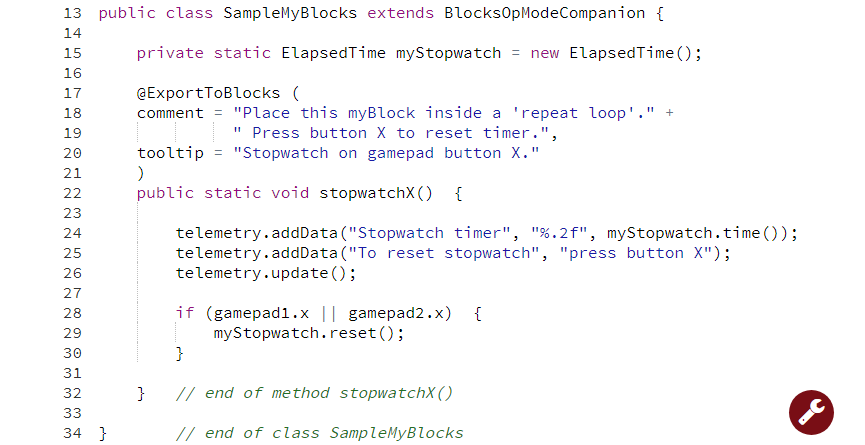 13 public class SampleMyBlocks extends BlocksOpModeCompanion {
14
15     private static ElapsedTime myStopwatch = new ElapsedTime();
16
17     @ExportToBlocks (
18     comment = "Place this myBlock inside a 'repeat loop'." +
19               " Press button X to reset timer.",
20     tooltip = "Stopwatch on gamepad button X."
21     )
22     public static void stopwatchX()  {
23
24         telemetry.addData("Stopwatch timer", "%.2f", myStopwatch.time());
25         telemetry.addData("To reset stopwatch", "press button X");
26         telemetry.update();
27
28         if (gamepad1.x || gamepad2.x)  {
29             myStopwatch.reset();
30         }
31
32     }   // end of method stopwatchX()
33
34 }       // end of class SampleMyBlocks